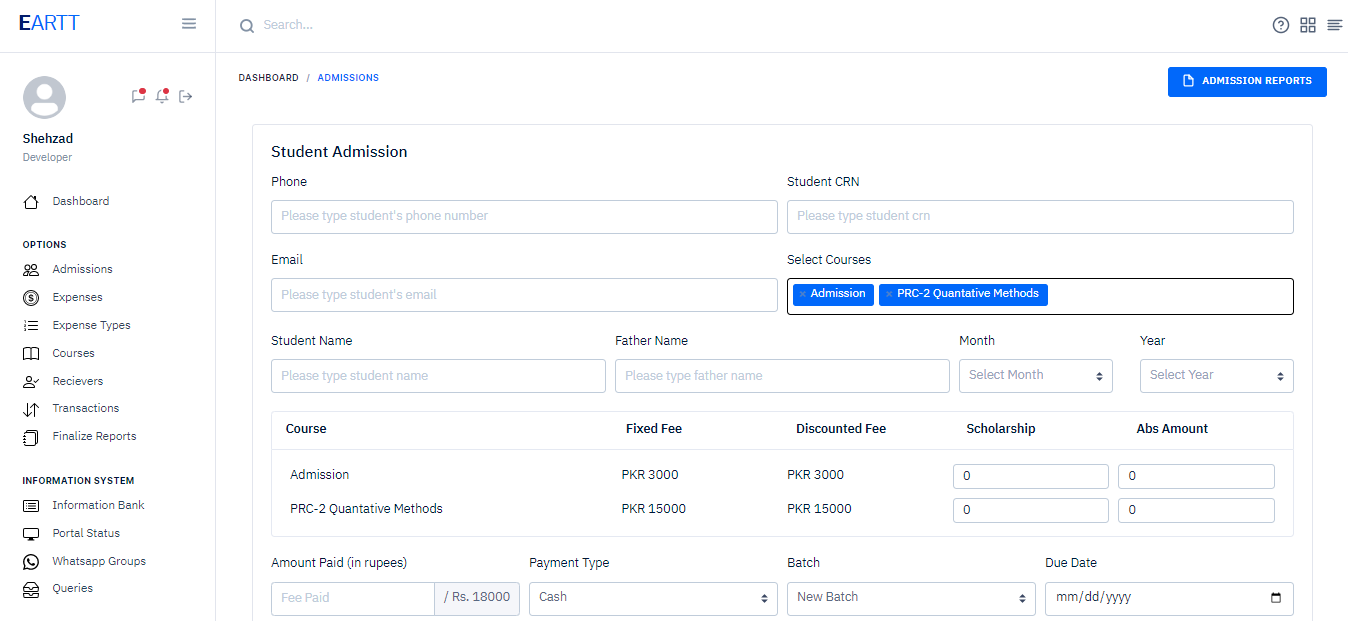 EARTT
Search...
DASHBOARD / ADMISSIONS
ADMISSION REPORTS
Shehzad
Developer
Dashboard
OPTIONS
Admissions
Expenses
Expense Types
Courses
Recievers
Transactions
Finalize Reports
INFORMATION SYSTEM
Information Bank
Portal Status
Whatsapp Groups
Queries
Student Admission
Phone Student CRN
Please type student's phone number Please type student crn
Email Select Courses
Please type student's email × Admission × PRC-2 Quantative Methods
Student Name Father Name Month Year
Please type student name Please type father name Select Month Select Year
Course Fixed Fee Discounted Fee Scholarship Abs Amount
Admission PKR 3000 PKR 3000 0 0
PRC-2 Quantative Methods PKR 15000 PKR 15000 0 0
Amount Paid (in rupees) Payment Type Batch Due Date
Fee Paid / Rs. 18000 Cash New Batch mm/dd/yyyy